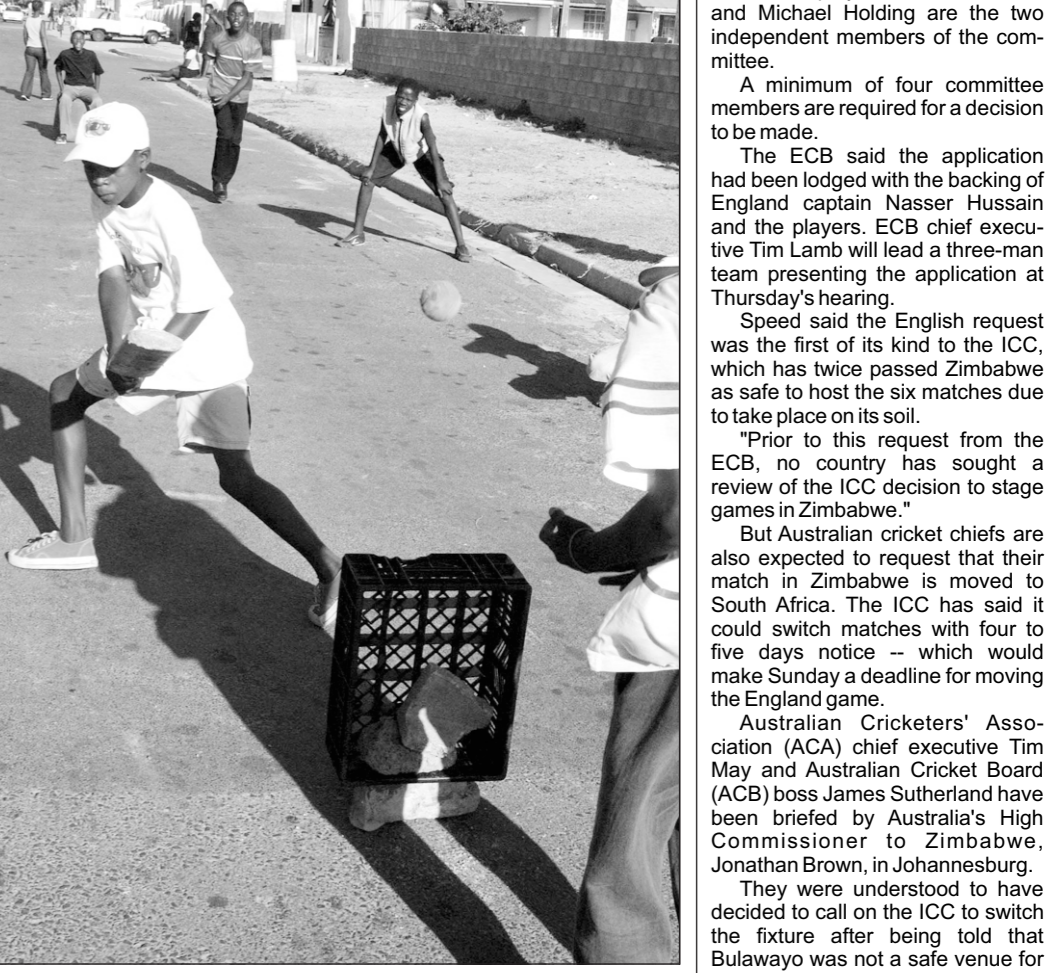 and Michael Holding are the two
independent members of the com-
mittee.
A minimum of four committee
members are required for a decision
to be made.
The ECB said the application
had been lodged with the backing of
England captain Nasser Hussain
and the players. ECB chief execu-
tive Tim Lamb will lead a three-man
team presenting the application at
Thursday's hearing.
Speed said the English request
was the first of its kind to the ICC,
which has twice passed Zimbabwe
as safe to host the six matches due
to take place on its soil.
"Prior to this request from the
ECB, no country has sought a
review of the ICC decision to stage
games in Zimbabwe."
But Australian cricket chiefs are
also expected to request that their
match in Zimbabwe is moved to
South Africa. The ICC has said it
could switch matches with four to
five days notice -- which would
make Sunday a deadline for moving
the England game.
Australian Cricketers' Asso-
ciation (ACA) chief executive Tim
May and Australian Cricket Board
(ACB) boss James Sutherland have
been briefed by Australia's High
Commissioner to Zimbabwe,
Jonathan Brown, in Johannesburg.
They were understood to have
decided to call on the ICC to switch
the fixture after being told that
Bulawayo was not a safe venue for